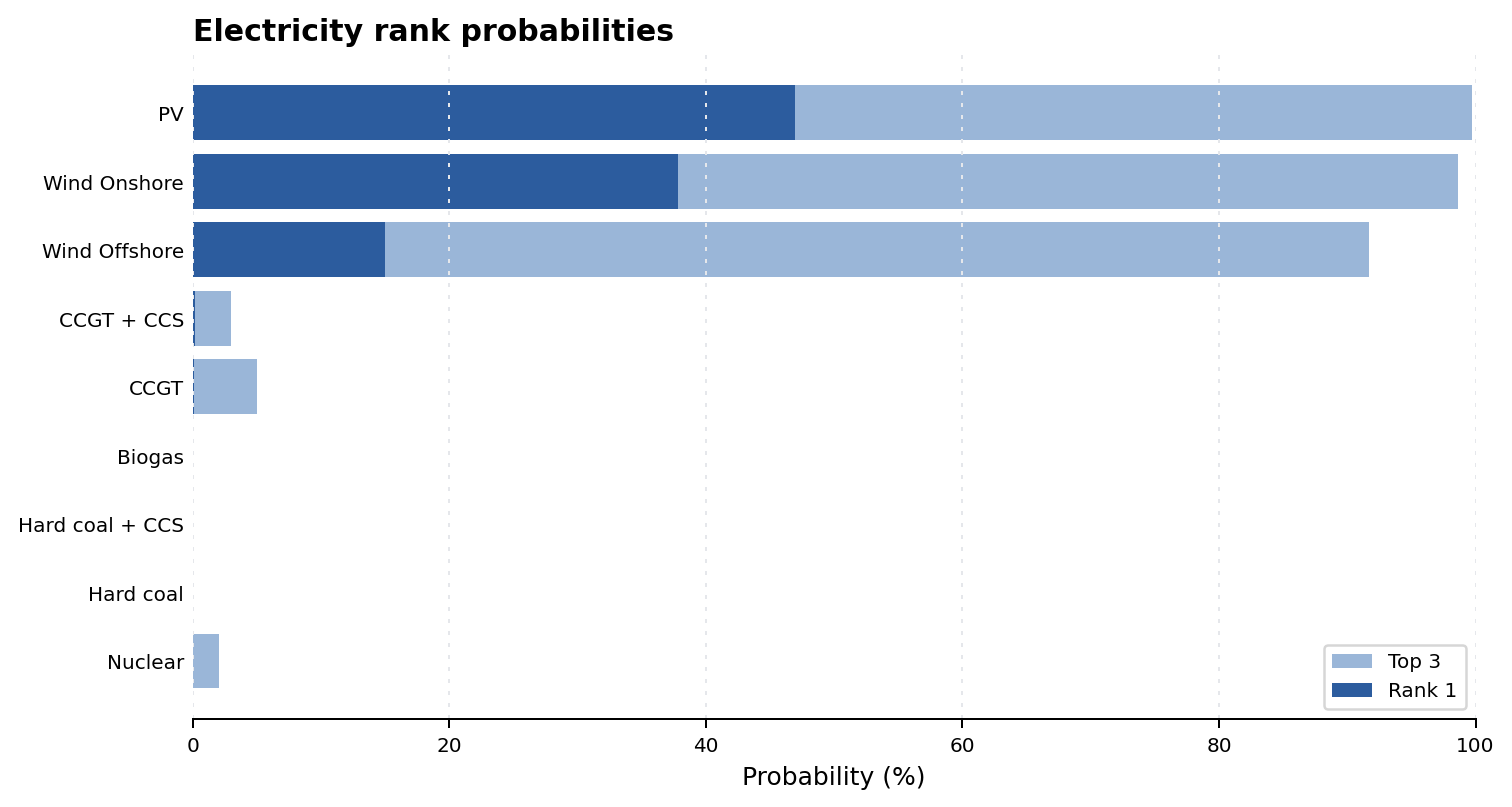 Electricity rank probabilities
PV
Wind Onshore
Wind Offshore
CCGT + CCS
CCGT
Biogas
Hard coal + CCS
Hard coal
Nuclear
Top 3
Rank 1
0 20 40 60 80 100
Probability (%)